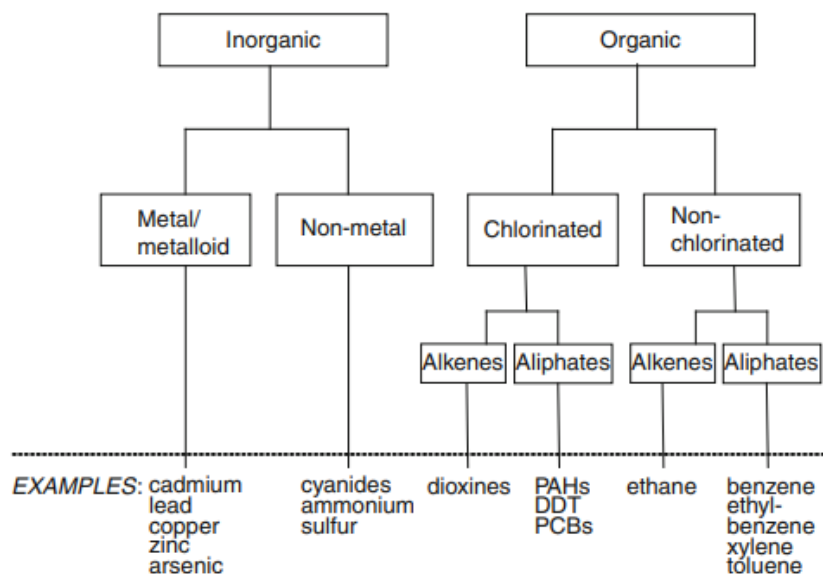 Inorganic
Organic
Metal/
metalloid
Non-metal
Chlorinated
Non-
chlorinated
Alkenes
Aliphates
Alkenes
Aliphates
EXAMPLES:
cadmium
lead
copper
zinc
arsenic
cyanides
ammonium
sulfur
dioxines
PAHs
DDT
PCBs
ethane
benzene
ethyl-
benzene
xylene
toluene